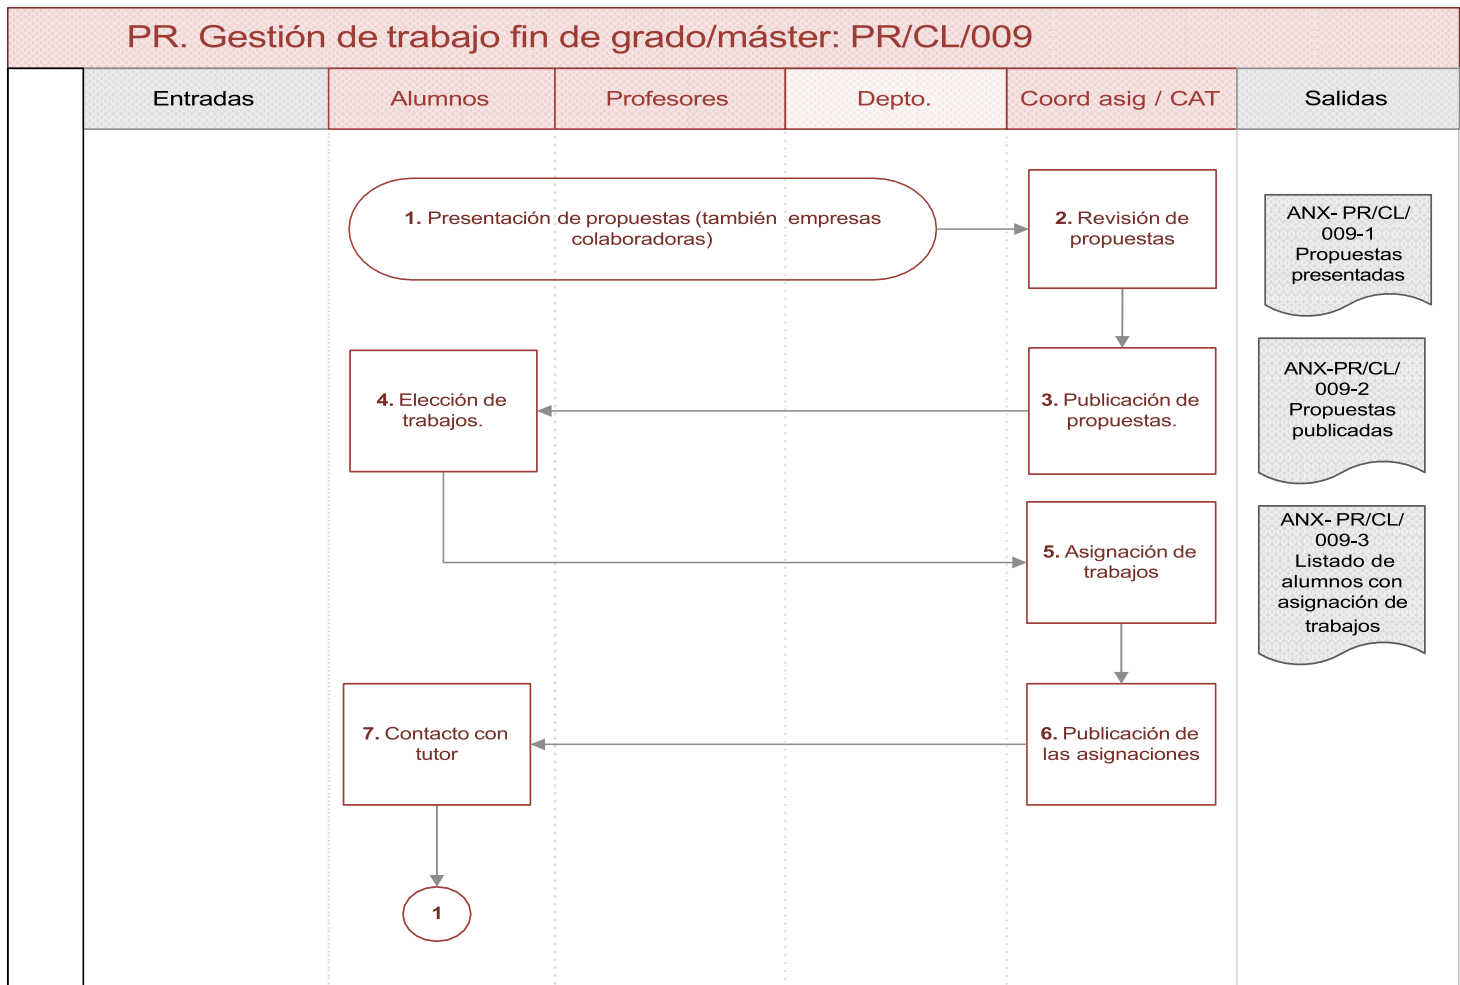 PR. Gestión de trabajo fin de grado/máster: PR/CL/009
Entradas
Alumnos
Profesores
Depto.
Coord asig / CAT
Salidas
1. Presentación de propuestas (también empresas
colaboradoras)
2. Revisión de
propuestas
ANX- PR/CL/
009-1
Propuestas
presentadas
4. Elección de
trabajos.
3. Publicación de
propuestas.
ANX-PR/CL/
009-2
Propuestas
publicadas
5. Asignación de
trabajos
ANX- PR/CL/
009-3
Listado de
alumnos con
asignación de
trabajos
7. Contacto con
tutor
6. Publicación de
las asignaciones
1